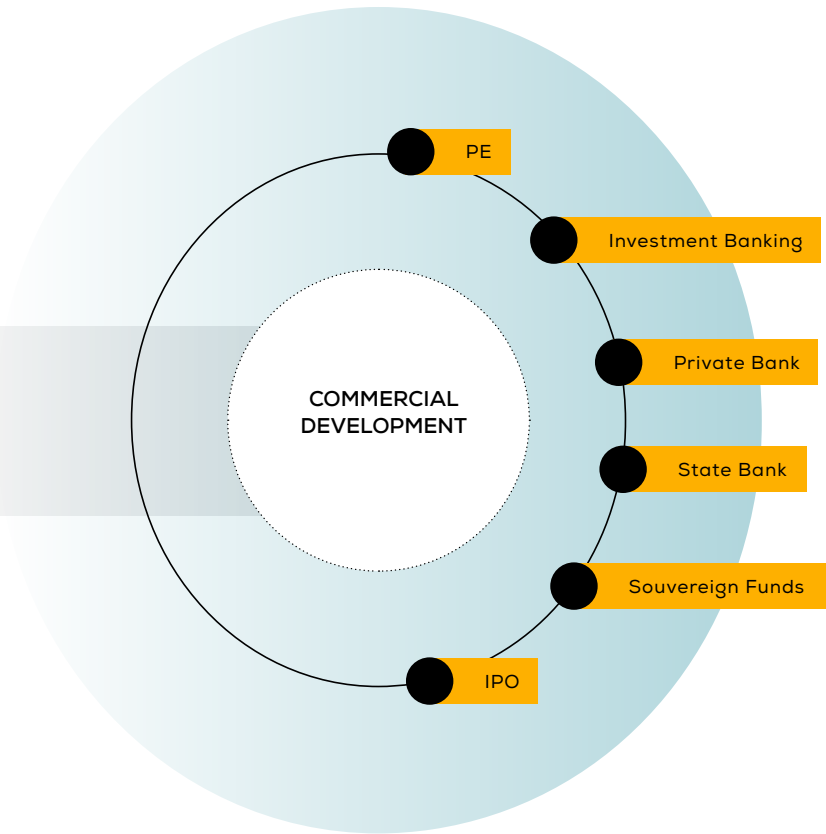 PE
Investment Banking
Private Bank
COMMERCIAL
DEVELOPMENT
State Bank
Souvereign Funds
IPO